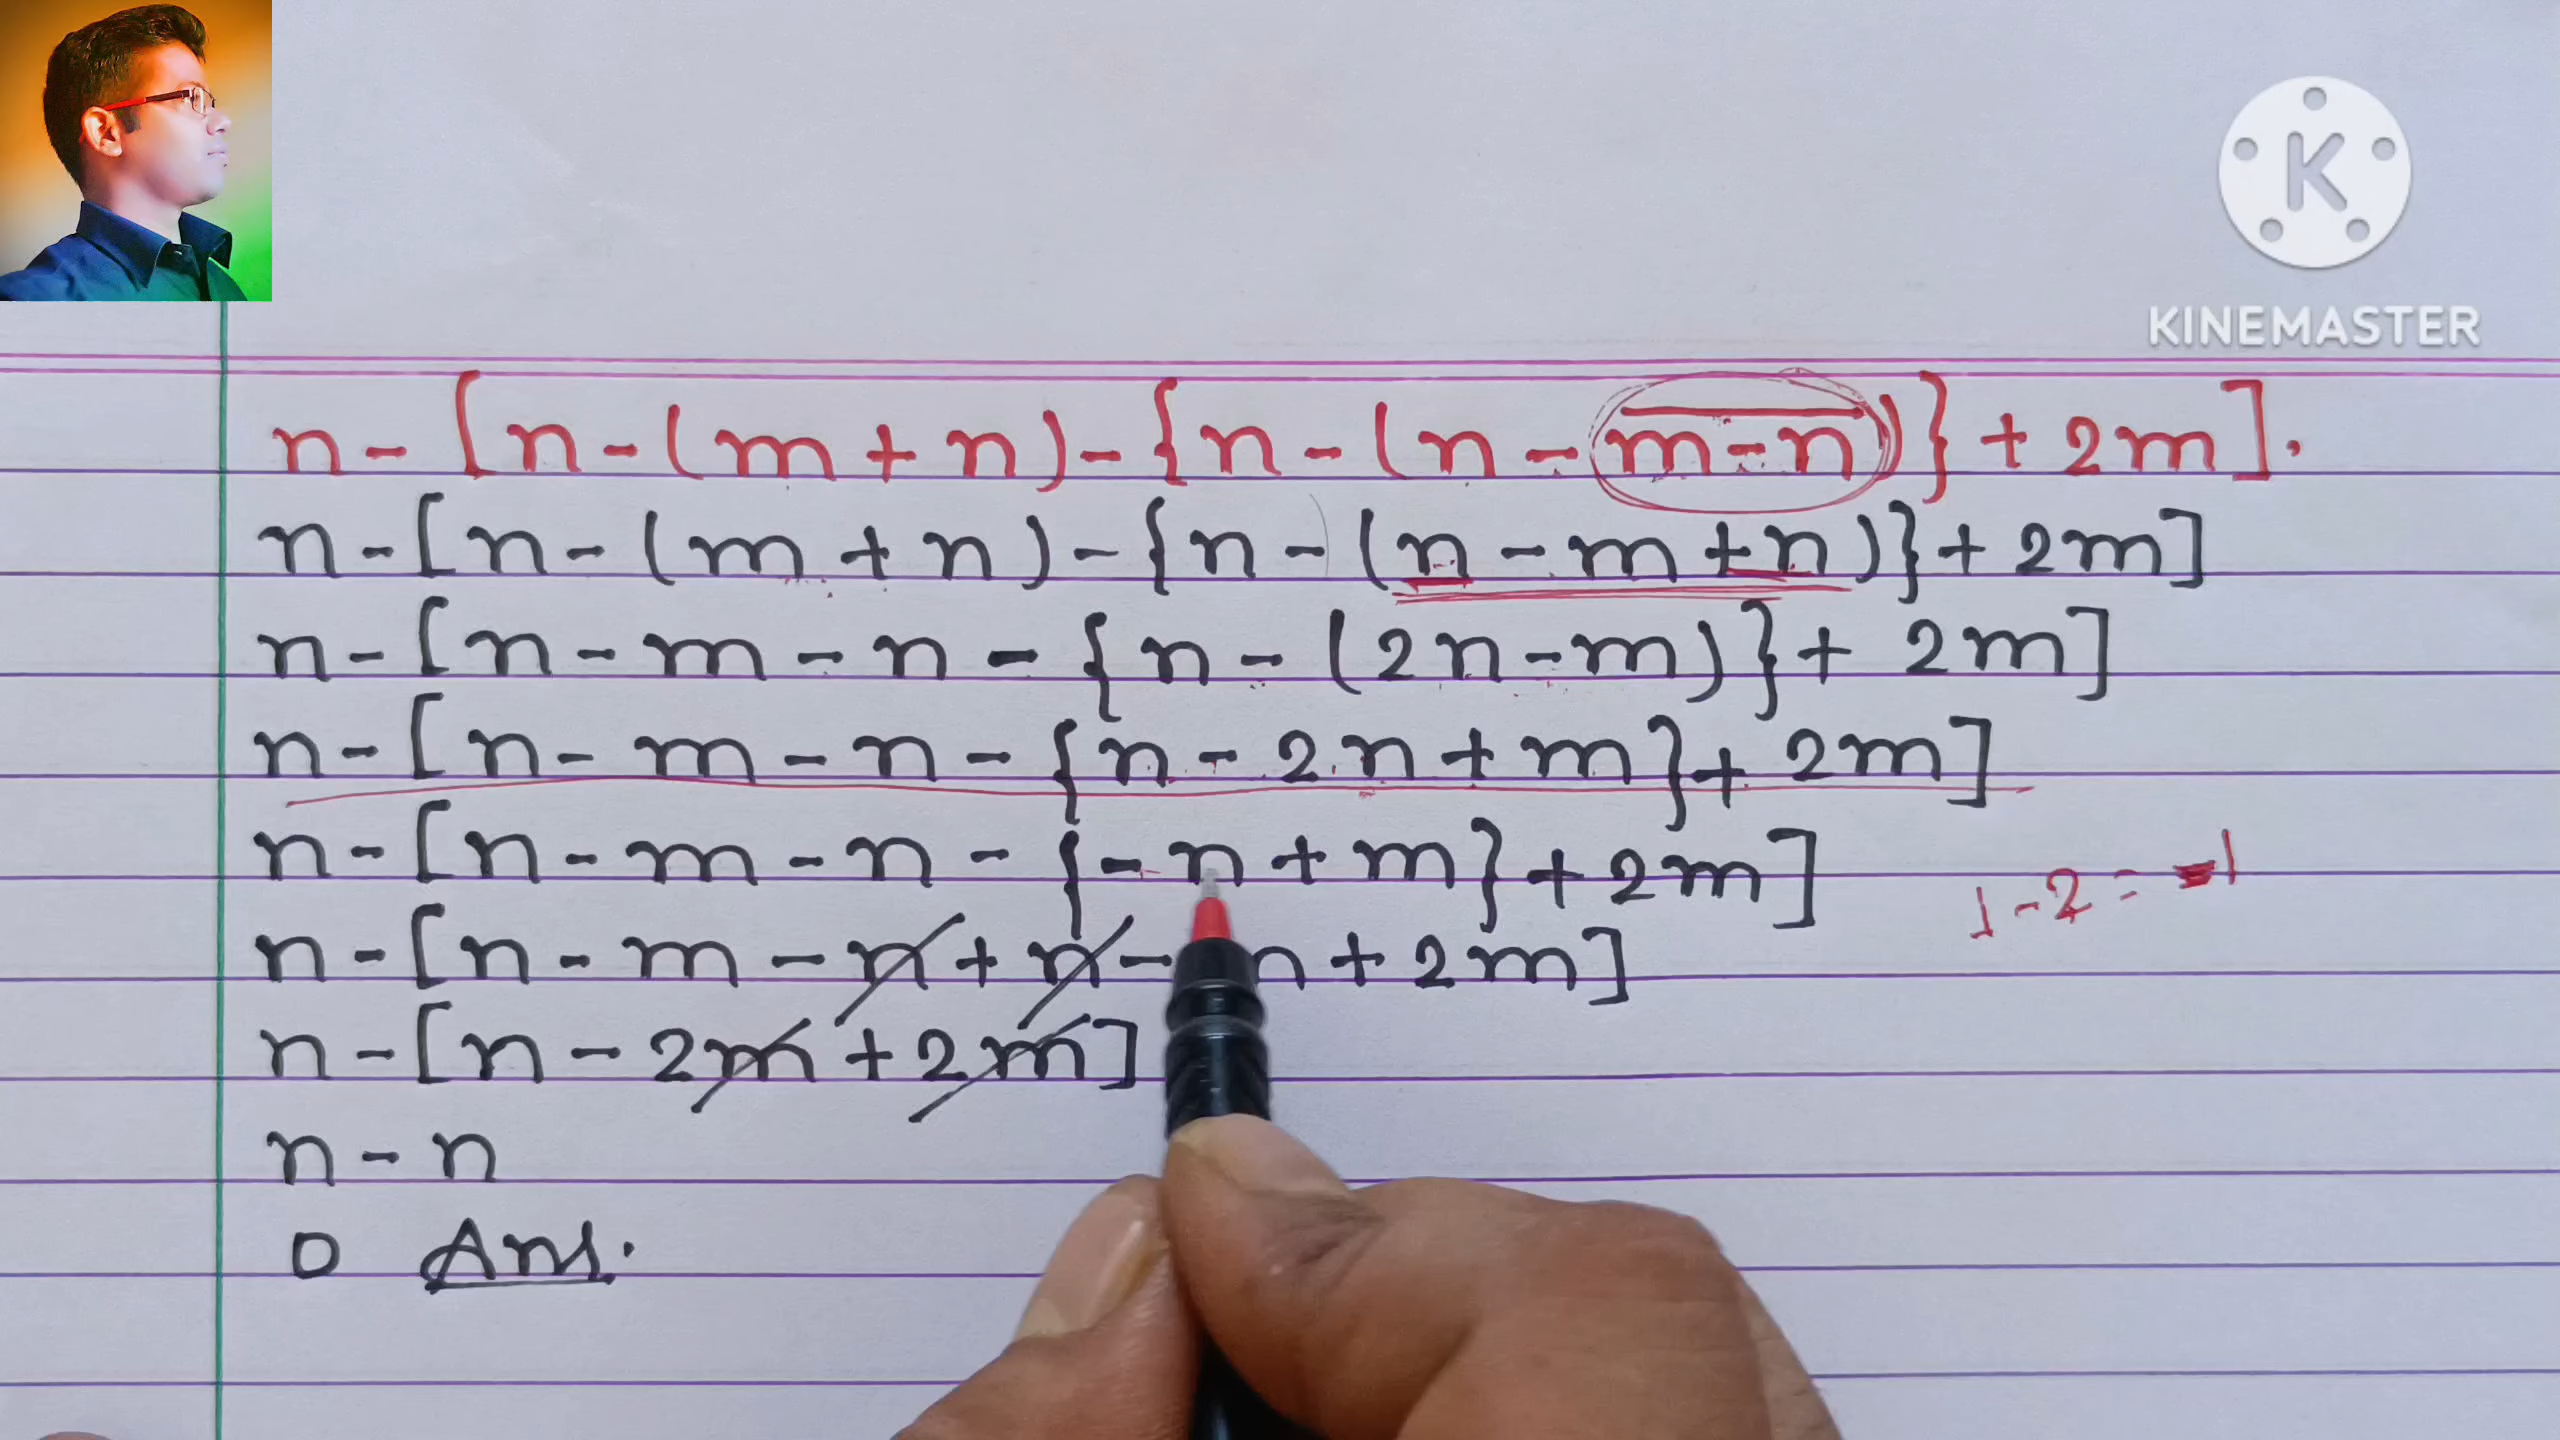 KINEMASTER
n-[n-(m+n)-{n-(n-m̅-̅n̅)}+2m].
n-[n-(m+n)-{n-(n-m+n)}+2m]
n-[n-m-n-{n-(2n-m)}+2m]
n-[n-m-n-{n-2n+m}+2m]
n-[n-m-n-{-n+m}+2m]
1-2=-1
n-[n-m-n+n-m+2m]
n-[n-2m+2m]
n-n
0 Ans.